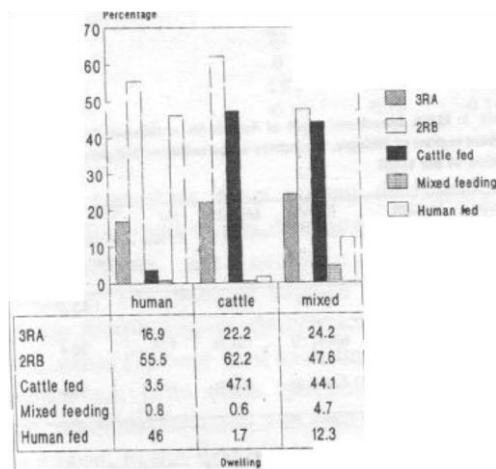 Percentage
70
60
50
40
30
20
10
0
3RA
2RB
Cattle fed
Mixed feeding
Human fed
human cattle mixed
3RA 16.9 22.2 24.2
2RB 55.5 62.2 47.6
Cattle fed 3.5 47.1 44.1
Mixed feeding 0.8 0.6 4.7
Human fed 46 1.7 12.3
Dwelling